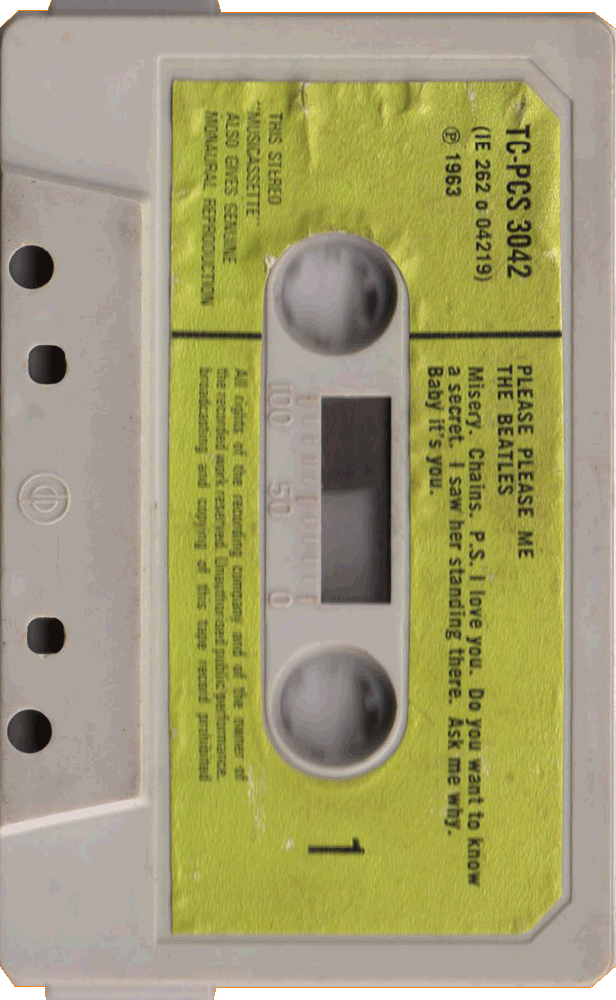 TC-PCS 3042
(IE 262 o 04219)
℗ 1963
PLEASE PLEASE ME
THE BEATLES
Misery. Chains. P.S. I love you. Do you want to know
a secret. I saw her standing there. Ask me why.
Baby it's you.
100 50 0
1
THIS STEREO
"MUSICASSETTE"
ALSO GIVES GENUINE
MONAURAL REPRODUCTION
All rights of the recording company and of the owner of
the recorded work reserved. Unauthorised public performance,
broadcasting and copying of this tape record prohibited